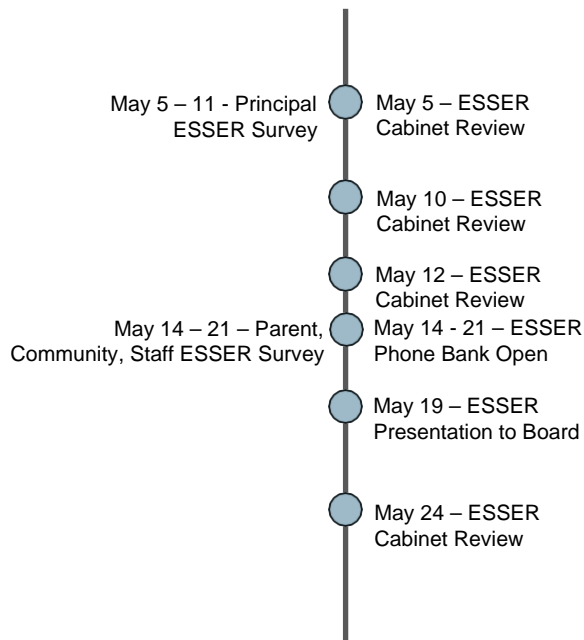 May 5 – 11 - Principal
ESSER Survey
May 5 – ESSER
Cabinet Review
May 10 – ESSER
Cabinet Review
May 12 – ESSER
Cabinet Review
May 14 – 21 – Parent,
Community, Staff ESSER Survey
May 14 - 21 – ESSER
Phone Bank Open
May 19 – ESSER
Presentation to Board
May 24 – ESSER
Cabinet Review